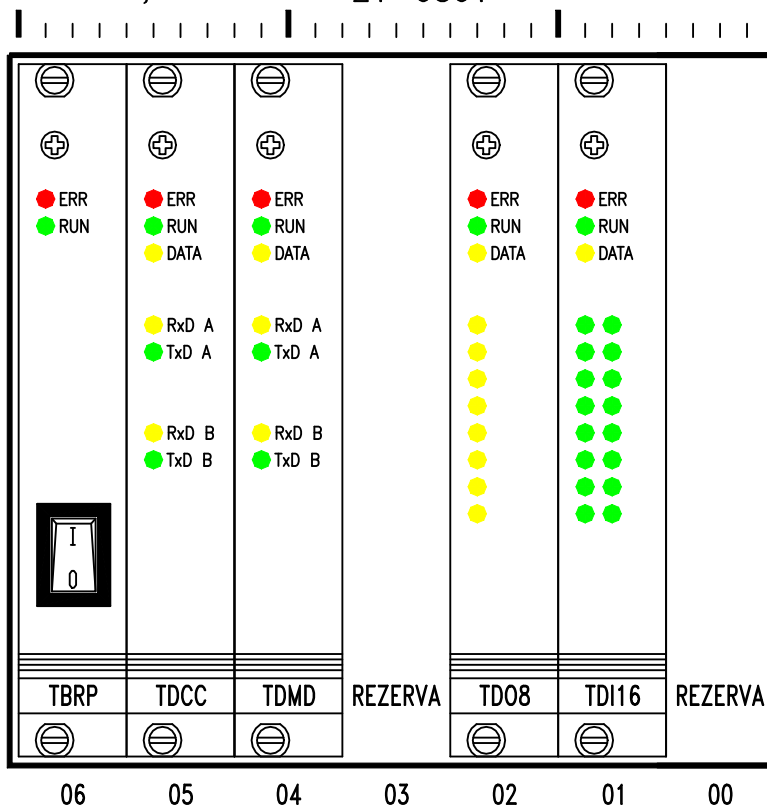 ERR ERR ERR ERR ERR
RUN RUN RUN RUN RUN
DATA DATA DATA DATA
RxD A RxD A
TxD A TxD A
RxD B RxD B
TxD B TxD B
I
0
TBRP TDCC TDMD REZERVA TD08 TDI16 REZERVA
06 05 04 03 02 01 00